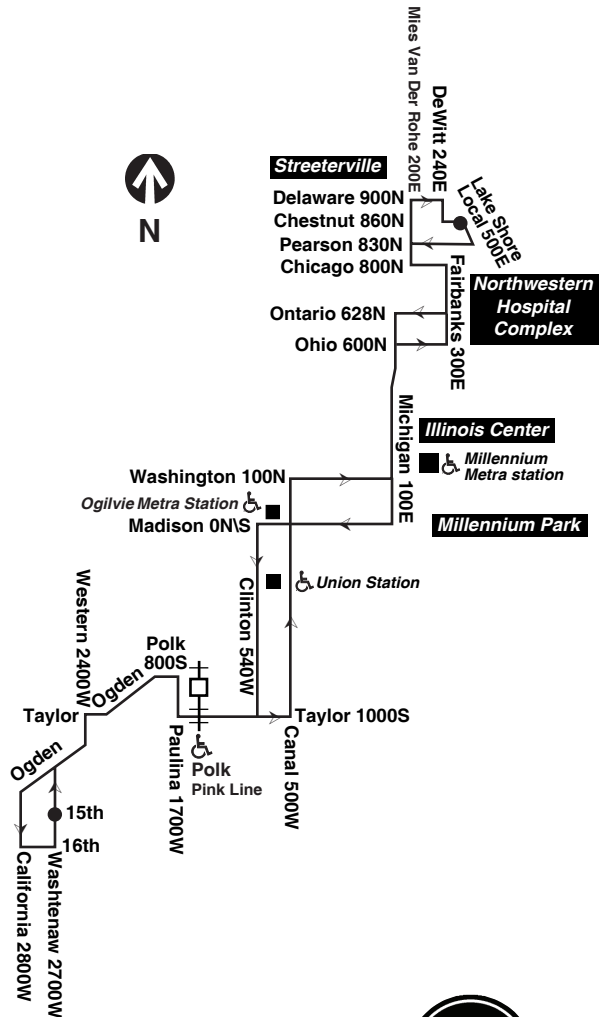 Mies Van Der Rohe 200E
DeWitt 240E
Streeterville
Delaware 900N
Chestnut 860N
Pearson 830N
Chicago 800N
Lake Shore
Local 500E
N
Fairbanks 300E
Northwestern
Hospital
Complex
Ontario 628N
Ohio 600N
Michigan 100E
Illinois Center
Millennium
Metra station
Washington 100N
Ogilvie Metra Station
Madison 0N\S
Millennium Park
Union Station
Clinton 540W
Western 2400W
Polk
800S
Ogden
Taylor
Taylor 1000S
Paulina 1700W
Canal 500W
Polk
Pink Line
Ogden
15th
16th
California 2800W
Washtenaw 2700W